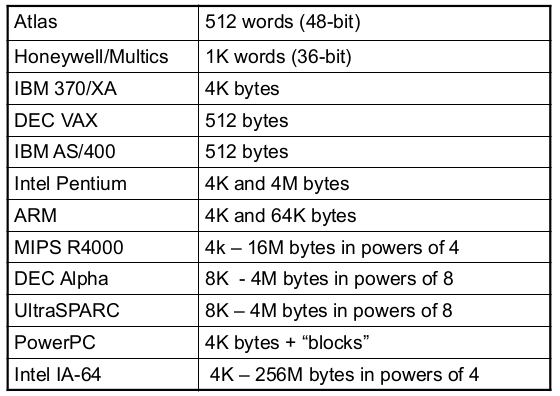 Atlas 512 words (48-bit)
Honeywell/Multics 1K words (36-bit)
IBM 370/XA 4K bytes
DEC VAX 512 bytes
IBM AS/400 512 bytes
Intel Pentium 4K and 4M bytes
ARM 4K and 64K bytes
MIPS R4000 4k – 16M bytes in powers of 4
DEC Alpha 8K - 4M bytes in powers of 8
UltraSPARC 8K – 4M bytes in powers of 8
PowerPC 4K bytes + “blocks”
Intel IA-64 4K – 256M bytes in powers of 4